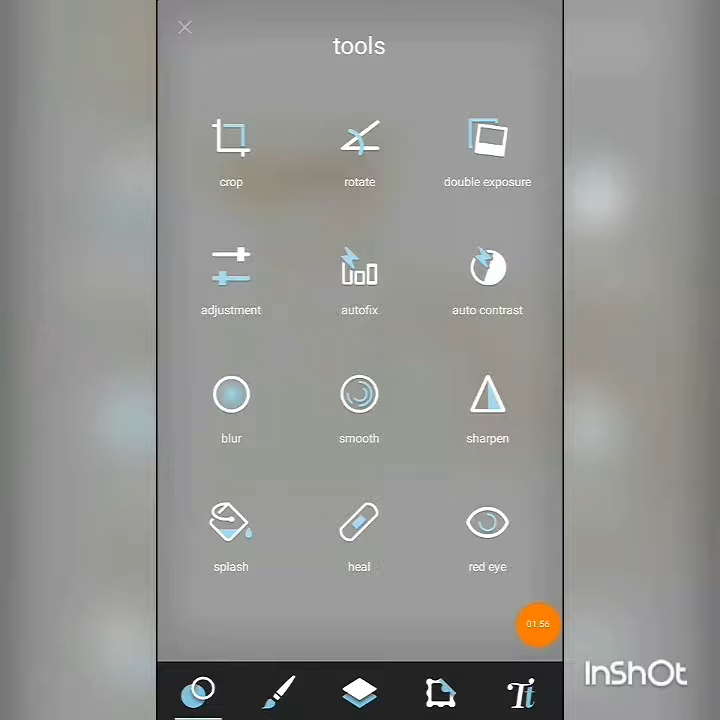 tools
crop rotate double exposure
adjustment autofix auto contrast
blur smooth sharpen
splash heal red eye
01:56
InShOt
Tt